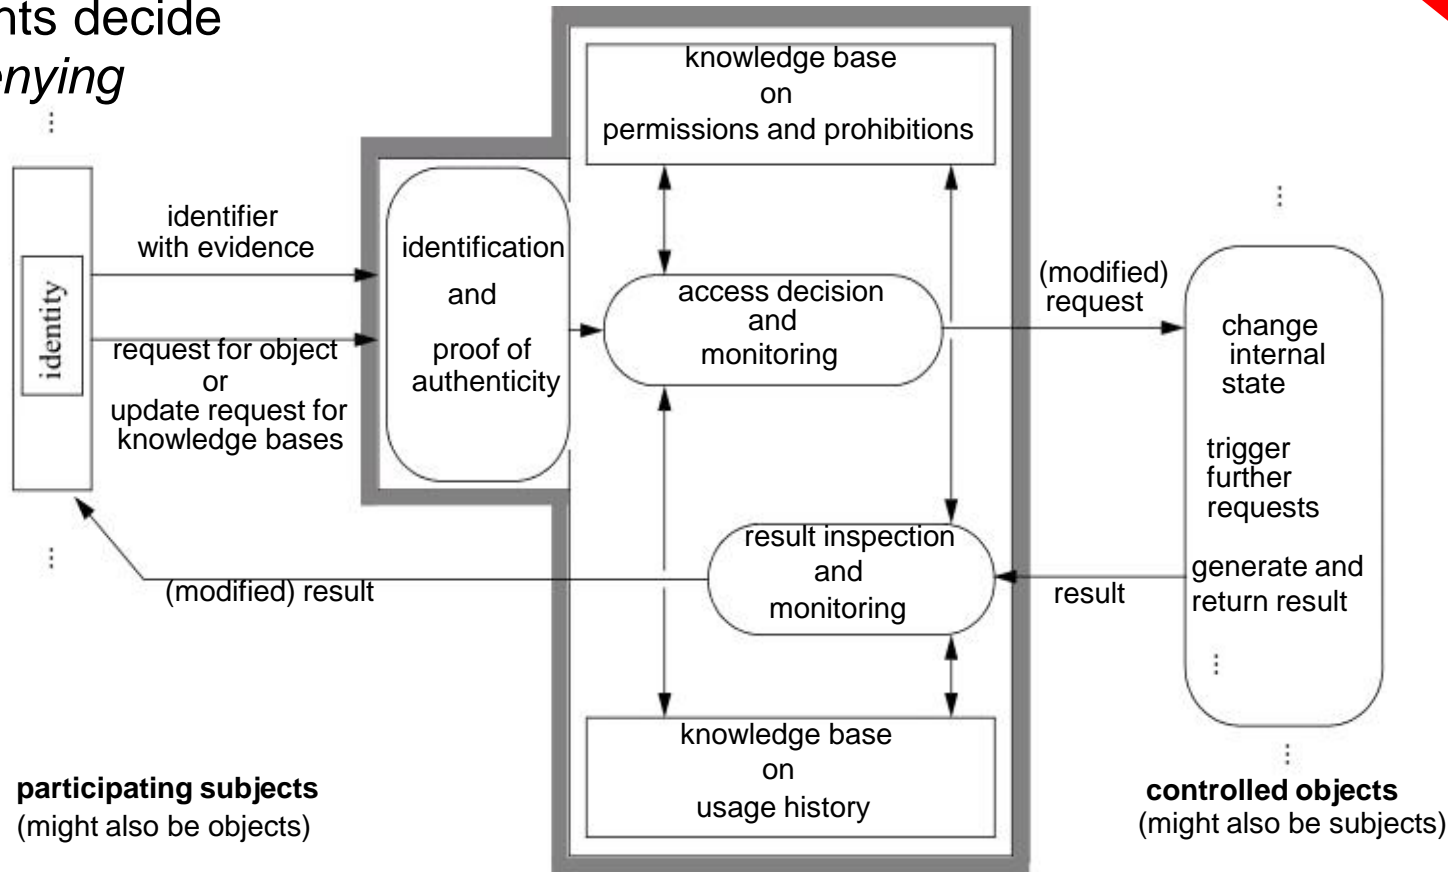 nts decide
enying
knowledge base
on
permissions and prohibitions
identifier
with evidence
identity
request for object
or
update request for
knowledge bases
identification
and
proof of
authenticity
access decision
and
monitoring
(modified)
request
change
internal
state
trigger
further
requests
generate and
return result
result inspection
and
monitoring
result
(modified) result
knowledge base
on
usage history
participating subjects
(might also be objects)
controlled objects
(might also be subjects)